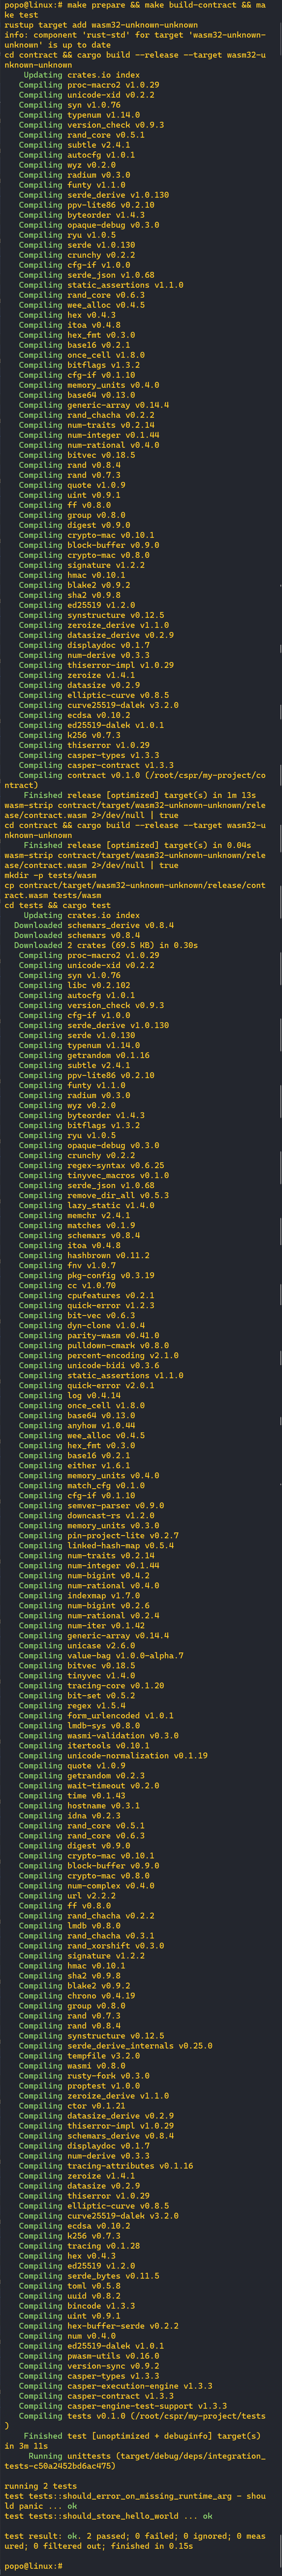 popo@linux:# make prepare && make build-contract && ma
ke test
rustup target add wasm32-unknown-unknown
info: component 'rust-std' for target 'wasm32-unknown-
unknown' is up to date
cd contract && cargo build --release --target wasm32-u
nknown-unknown
Updating crates.io index
Compiling proc-macro2 v1.0.29
Compiling unicode-xid v0.2.2
Compiling syn v1.0.76
Compiling typenum v1.14.0
Compiling version_check v0.9.3
Compiling rand_core v0.5.1
Compiling subtle v2.4.1
Compiling autocfg v1.0.1
Compiling wyz v0.2.0
Compiling radium v0.3.0
Compiling funty v1.1.0
Compiling serde_derive v1.0.130
Compiling ppv-lite86 v0.2.10
Compiling byteorder v1.4.3
Compiling opaque-debug v0.3.0
Compiling ryu v1.0.5
Compiling serde v1.0.130
Compiling crunchy v0.2.2
Compiling cfg-if v1.0.0
Compiling serde_json v1.0.68
Compiling static_assertions v1.1.0
Compiling rand_core v0.6.3
Compiling wee_alloc v0.4.5
Compiling hex v0.4.3
Compiling itoa v0.4.8
Compiling hex_fmt v0.3.0
Compiling base16 v0.2.1
Compiling once_cell v1.8.0
Compiling bitflags v1.3.2
Compiling cfg-if v0.1.10
Compiling memory_units v0.4.0
Compiling base64 v0.13.0
Compiling generic-array v0.14.4
Compiling rand_chacha v0.2.2
Compiling num-traits v0.2.14
Compiling num-integer v0.1.44
Compiling num-rational v0.4.0
Compiling bitvec v0.18.5
Compiling rand v0.8.4
Compiling rand v0.7.3
Compiling quote v1.0.9
Compiling uint v0.9.1
Compiling ff v0.8.0
Compiling group v0.8.0
Compiling digest v0.9.0
Compiling crypto-mac v0.10.1
Compiling block-buffer v0.9.0
Compiling crypto-mac v0.8.0
Compiling signature v1.2.2
Compiling hmac v0.10.1
Compiling blake2 v0.9.2
Compiling sha2 v0.9.8
Compiling ed25519 v1.2.0
Compiling synstructure v0.12.5
Compiling zeroize_derive v1.1.0
Compiling datasize_derive v0.2.9
Compiling displaydoc v0.1.7
Compiling num-derive v0.3.3
Compiling thiserror-impl v1.0.29
Compiling zeroize v1.4.1
Compiling datasize v0.2.9
Compiling elliptic-curve v0.8.5
Compiling curve25519-dalek v3.2.0
Compiling ecdsa v0.10.2
Compiling ed25519-dalek v1.0.1
Compiling k256 v0.7.3
Compiling thiserror v1.0.29
Compiling casper-types v1.3.3
Compiling casper-contract v1.3.3
Compiling contract v0.1.0 (/root/cspr/my-project/co
ntract)
Finished release [optimized] target(s) in 1m 13s
wasm-strip contract/target/wasm32-unknown-unknown/rele
ase/contract.wasm 2>/dev/null | true
cd contract && cargo build --release --target wasm32-u
nknown-unknown
Finished release [optimized] target(s) in 0.04s
wasm-strip contract/target/wasm32-unknown-unknown/rele
ase/contract.wasm 2>/dev/null | true
mkdir -p tests/wasm
cp contract/target/wasm32-unknown-unknown/release/cont
ract.wasm tests/wasm
cd tests && cargo test
Updating crates.io index
Downloaded schemars_derive v0.8.4
Downloaded schemars v0.8.4
Downloaded 2 crates (69.5 KB) in 0.30s
Compiling proc-macro2 v1.0.29
Compiling unicode-xid v0.2.2
Compiling syn v1.0.76
Compiling libc v0.2.102
Compiling autocfg v1.0.1
Compiling version_check v0.9.3
Compiling cfg-if v1.0.0
Compiling serde_derive v1.0.130
Compiling serde v1.0.130
Compiling typenum v1.14.0
Compiling getrandom v0.1.16
Compiling subtle v2.4.1
Compiling ppv-lite86 v0.2.10
Compiling funty v1.1.0
Compiling radium v0.3.0
Compiling wyz v0.2.0
Compiling byteorder v1.4.3
Compiling bitflags v1.3.2
Compiling ryu v1.0.5
Compiling opaque-debug v0.3.0
Compiling crunchy v0.2.2
Compiling regex-syntax v0.6.25
Compiling tinyvec_macros v0.1.0
Compiling serde_json v1.0.68
Compiling remove_dir_all v0.5.3
Compiling lazy_static v1.4.0
Compiling memchr v2.4.1
Compiling matches v0.1.9
Compiling schemars v0.8.4
Compiling itoa v0.4.8
Compiling hashbrown v0.11.2
Compiling fnv v1.0.7
Compiling pkg-config v0.3.19
Compiling cc v1.0.70
Compiling cpufeatures v0.2.1
Compiling quick-error v1.2.3
Compiling bit-vec v0.6.3
Compiling dyn-clone v1.0.4
Compiling parity-wasm v0.41.0
Compiling pulldown-cmark v0.8.0
Compiling percent-encoding v2.1.0
Compiling unicode-bidi v0.3.6
Compiling static_assertions v1.1.0
Compiling quick-error v2.0.1
Compiling log v0.4.14
Compiling once_cell v1.8.0
Compiling base64 v0.13.0
Compiling anyhow v1.0.44
Compiling wee_alloc v0.4.5
Compiling hex_fmt v0.3.0
Compiling base16 v0.2.1
Compiling either v1.6.1
Compiling memory_units v0.4.0
Compiling match_cfg v0.1.0
Compiling cfg-if v0.1.10
Compiling semver-parser v0.9.0
Compiling downcast-rs v1.2.0
Compiling memory_units v0.3.0
Compiling pin-project-lite v0.2.7
Compiling linked-hash-map v0.5.4
Compiling num-traits v0.2.14
Compiling num-integer v0.1.44
Compiling num-bigint v0.4.2
Compiling num-rational v0.4.0
Compiling indexmap v1.7.0
Compiling num-bigint v0.2.6
Compiling num-rational v0.2.4
Compiling num-iter v0.1.42
Compiling generic-array v0.14.4
Compiling unicase v2.6.0
Compiling value-bag v1.0.0-alpha.7
Compiling bitvec v0.18.5
Compiling tinyvec v1.4.0
Compiling tracing-core v0.1.20
Compiling bit-set v0.5.2
Compiling regex v1.5.4
Compiling form_urlencoded v1.0.1
Compiling lmdb-sys v0.8.0
Compiling wasmi-validation v0.3.0
Compiling itertools v0.10.1
Compiling unicode-normalization v0.1.19
Compiling quote v1.0.9
Compiling getrandom v0.2.3
Compiling wait-timeout v0.2.0
Compiling time v0.1.43
Compiling hostname v0.3.1
Compiling idna v0.2.3
Compiling rand_core v0.5.1
Compiling rand_core v0.6.3
Compiling digest v0.9.0
Compiling crypto-mac v0.10.1
Compiling block-buffer v0.9.0
Compiling crypto-mac v0.8.0
Compiling num-complex v0.4.0
Compiling url v2.2.2
Compiling ff v0.8.0
Compiling rand_chacha v0.2.2
Compiling lmdb v0.8.0
Compiling rand_chacha v0.3.1
Compiling rand_xorshift v0.3.0
Compiling signature v1.2.2
Compiling hmac v0.10.1
Compiling sha2 v0.9.8
Compiling blake2 v0.9.2
Compiling chrono v0.4.19
Compiling group v0.8.0
Compiling rand v0.7.3
Compiling rand v0.8.4
Compiling synstructure v0.12.5
Compiling serde_derive_internals v0.25.0
Compiling tempfile v3.2.0
Compiling wasmi v0.8.0
Compiling rusty-fork v0.3.0
Compiling proptest v1.0.0
Compiling zeroize_derive v1.1.0
Compiling ctor v0.1.21
Compiling datasize_derive v0.2.9
Compiling thiserror-impl v1.0.29
Compiling schemars_derive v0.8.4
Compiling displaydoc v0.1.7
Compiling num-derive v0.3.3
Compiling tracing-attributes v0.1.16
Compiling zeroize v1.4.1
Compiling datasize v0.2.9
Compiling thiserror v1.0.29
Compiling elliptic-curve v0.8.5
Compiling curve25519-dalek v3.2.0
Compiling ecdsa v0.10.2
Compiling k256 v0.7.3
Compiling tracing v0.1.28
Compiling hex v0.4.3
Compiling ed25519 v1.2.0
Compiling serde_bytes v0.11.5
Compiling toml v0.5.8
Compiling uuid v0.8.2
Compiling bincode v1.3.3
Compiling uint v0.9.1
Compiling hex-buffer-serde v0.2.2
Compiling num v0.4.0
Compiling ed25519-dalek v1.0.1
Compiling pwasm-utils v0.16.0
Compiling version-sync v0.9.2
Compiling casper-types v1.3.3
Compiling casper-execution-engine v1.3.3
Compiling casper-contract v1.3.3
Compiling casper-engine-test-support v1.3.3
Compiling tests v0.1.0 (/root/cspr/my-project/tests
)
Finished test [unoptimized + debuginfo] target(s)
in 3m 11s
Running unittests (target/debug/deps/integration_
tests-c50a2452bd6ac475)
running 2 tests
test tests::should_error_on_missing_runtime_arg - shou
ld panic ... ok
test tests::should_store_hello_world ... ok
test result: ok. 2 passed; 0 failed; 0 ignored; 0 meas
ured; 0 filtered out; finished in 0.15s
popo@linux:#